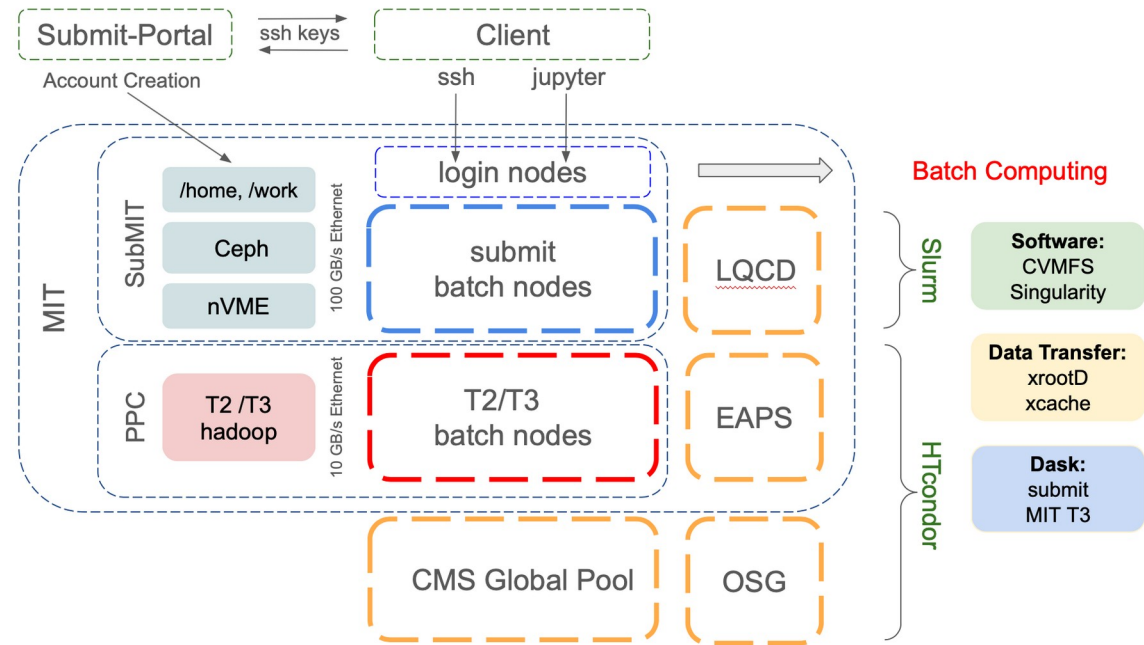 Submit-Portal
ssh keys
Client
Account Creation
ssh
jupyter
MIT
SubMIT
/home, /work
Ceph
nVME
100 GB/s Ethernet
login nodes
submit
batch nodes
LQCD
PPC
T2 /T3
hadoop
10 GB/s Ethernet
T2/T3
batch nodes
EAPS
CMS Global Pool
OSG
Batch Computing
Slurm
HTcondor
Software:
CVMFS
Singularity
Data Transfer:
xrootD
xcache
Dask:
submit
MIT T3